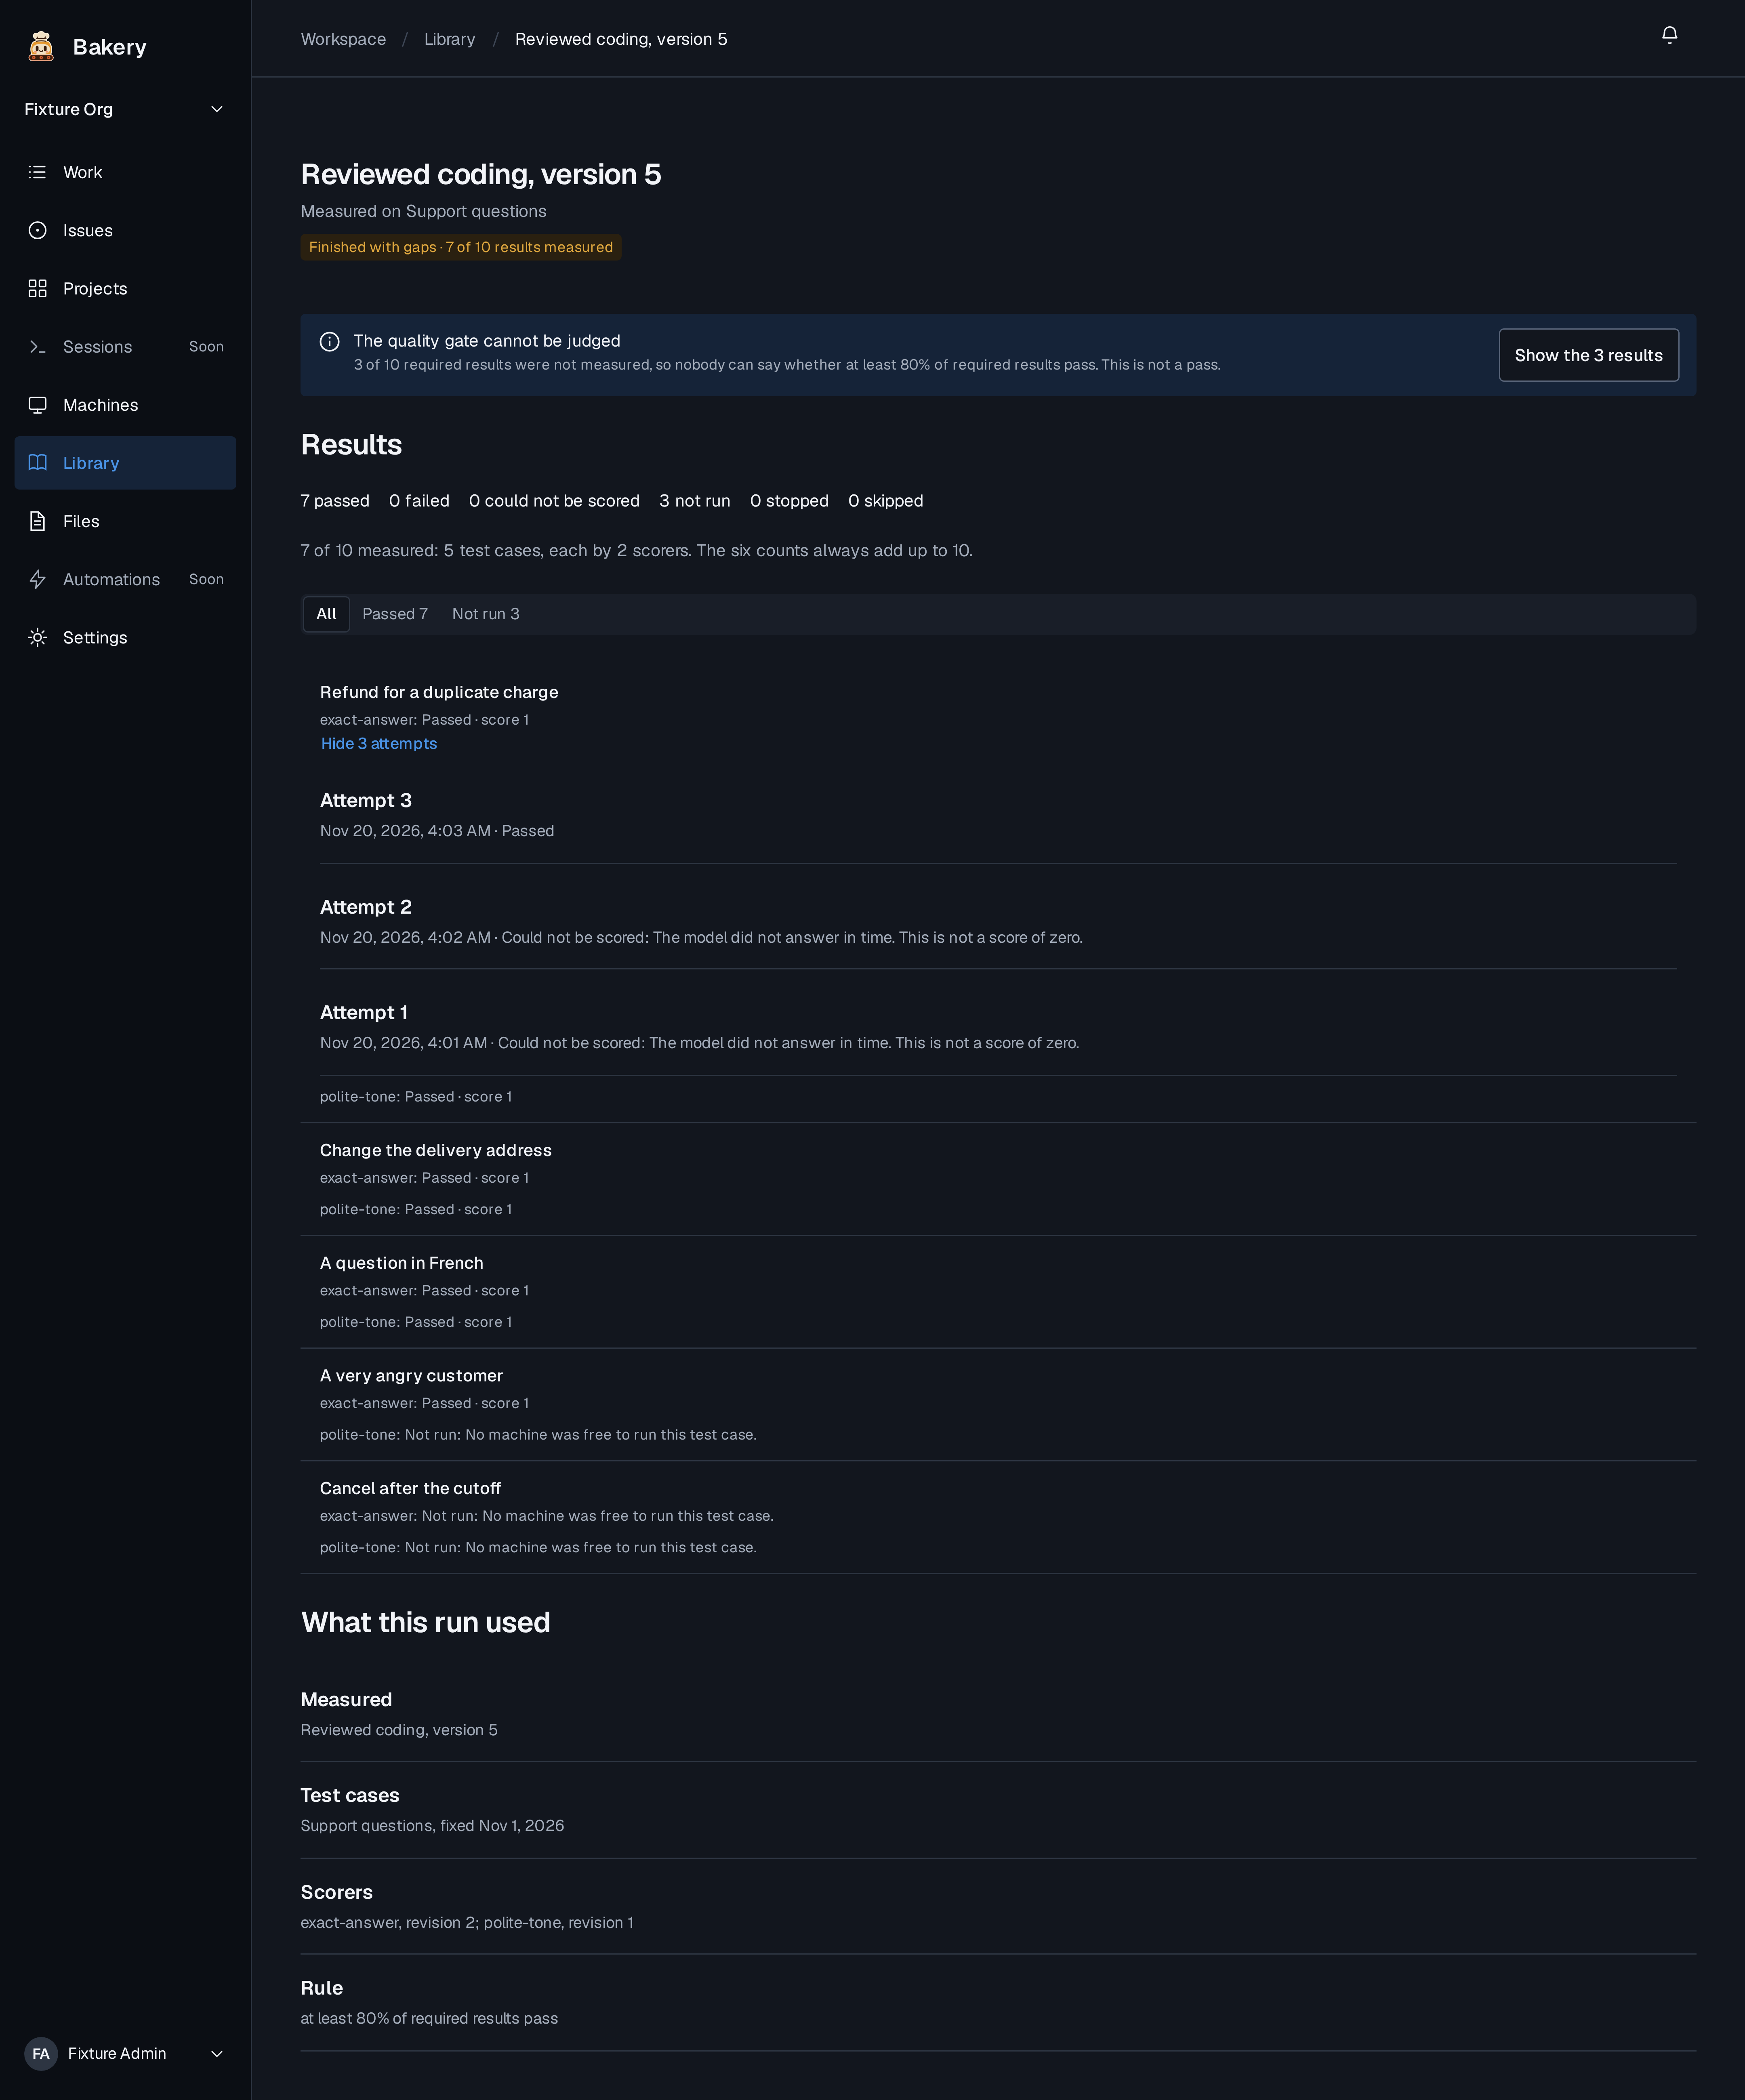 Bakery
Fixture Org
Work
Issues
Projects
Sessions Soon
Machines
Library
Files
Automations Soon
Settings
FA Fixture Admin
Workspace / Library / Reviewed coding, version 5
Reviewed coding, version 5
Measured on Support questions
Finished with gaps · 7 of 10 results measured
The quality gate cannot be judged
3 of 10 required results were not measured, so nobody can say whether at least 80% of required results pass. This is not a pass.
Show the 3 results
Results
7 passed 0 failed 0 could not be scored 3 not run 0 stopped 0 skipped
7 of 10 measured: 5 test cases, each by 2 scorers. The six counts always add up to 10.
All Passed 7 Not run 3
Refund for a duplicate charge
exact-answer: Passed · score 1
Hide 3 attempts
Attempt 3
Nov 20, 2026, 4:03 AM · Passed
Attempt 2
Nov 20, 2026, 4:02 AM · Could not be scored: The model did not answer in time. This is not a score of zero.
Attempt 1
Nov 20, 2026, 4:01 AM · Could not be scored: The model did not answer in time. This is not a score of zero.
polite-tone: Passed · score 1
Change the delivery address
exact-answer: Passed · score 1
polite-tone: Passed · score 1
A question in French
exact-answer: Passed · score 1
polite-tone: Passed · score 1
A very angry customer
exact-answer: Passed · score 1
polite-tone: Not run: No machine was free to run this test case.
Cancel after the cutoff
exact-answer: Not run: No machine was free to run this test case.
polite-tone: Not run: No machine was free to run this test case.
What this run used
Measured
Reviewed coding, version 5
Test cases
Support questions, fixed Nov 1, 2026
Scorers
exact-answer, revision 2; polite-tone, revision 1
Rule
at least 80% of required results pass